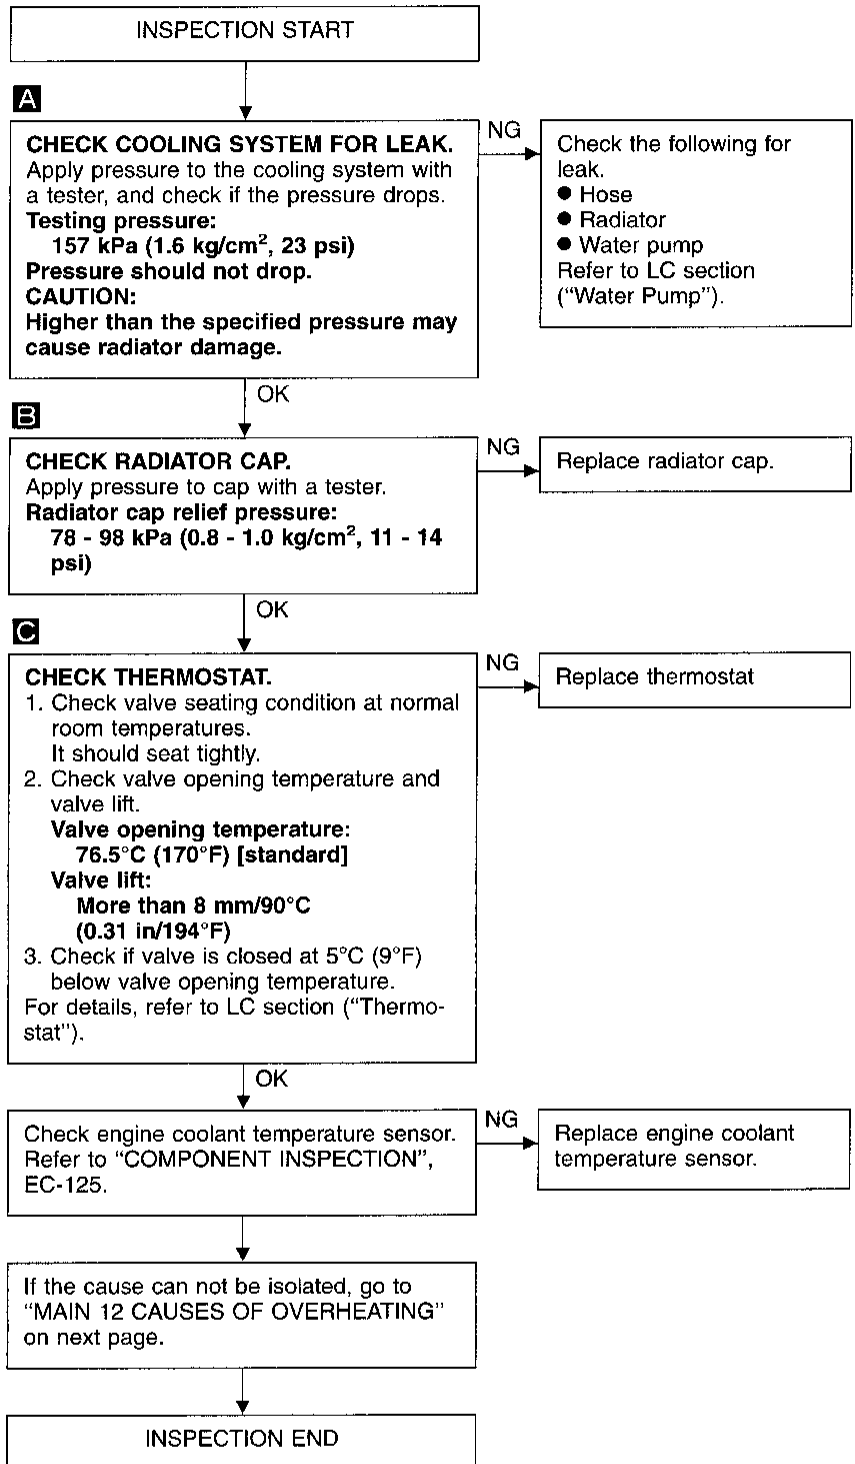 INSPECTION START
A
CHECK COOLING SYSTEM FOR LEAK.
Apply pressure to the cooling system with
a tester, and check if the pressure drops.
Testing pressure:
157 kPa (1.6 kg/cm², 23 psi)
Pressure should not drop.
CAUTION:
Higher than the specified pressure may
cause radiator damage.
NG
Check the following for
leak.
● Hose
● Radiator
● Water pump
Refer to LC section
(“Water Pump”).
OK
B
CHECK RADIATOR CAP.
Apply pressure to cap with a tester.
Radiator cap relief pressure:
78 - 98 kPa (0.8 - 1.0 kg/cm², 11 - 14
psi)
NG
Replace radiator cap.
OK
C
CHECK THERMOSTAT.
1. Check valve seating condition at normal
room temperatures.
It should seat tightly.
2. Check valve opening temperature and
valve lift.
Valve opening temperature:
76.5°C (170°F) [standard]
Valve lift:
More than 8 mm/90°C
(0.31 in/194°F)
3. Check if valve is closed at 5°C (9°F)
below valve opening temperature.
For details, refer to LC section (“Thermo-
stat”).
NG
Replace thermostat
OK
Check engine coolant temperature sensor.
Refer to “COMPONENT INSPECTION”,
EC-125.
NG
Replace engine coolant
temperature sensor.
If the cause can not be isolated, go to
“MAIN 12 CAUSES OF OVERHEATING”
on next page.
INSPECTION END